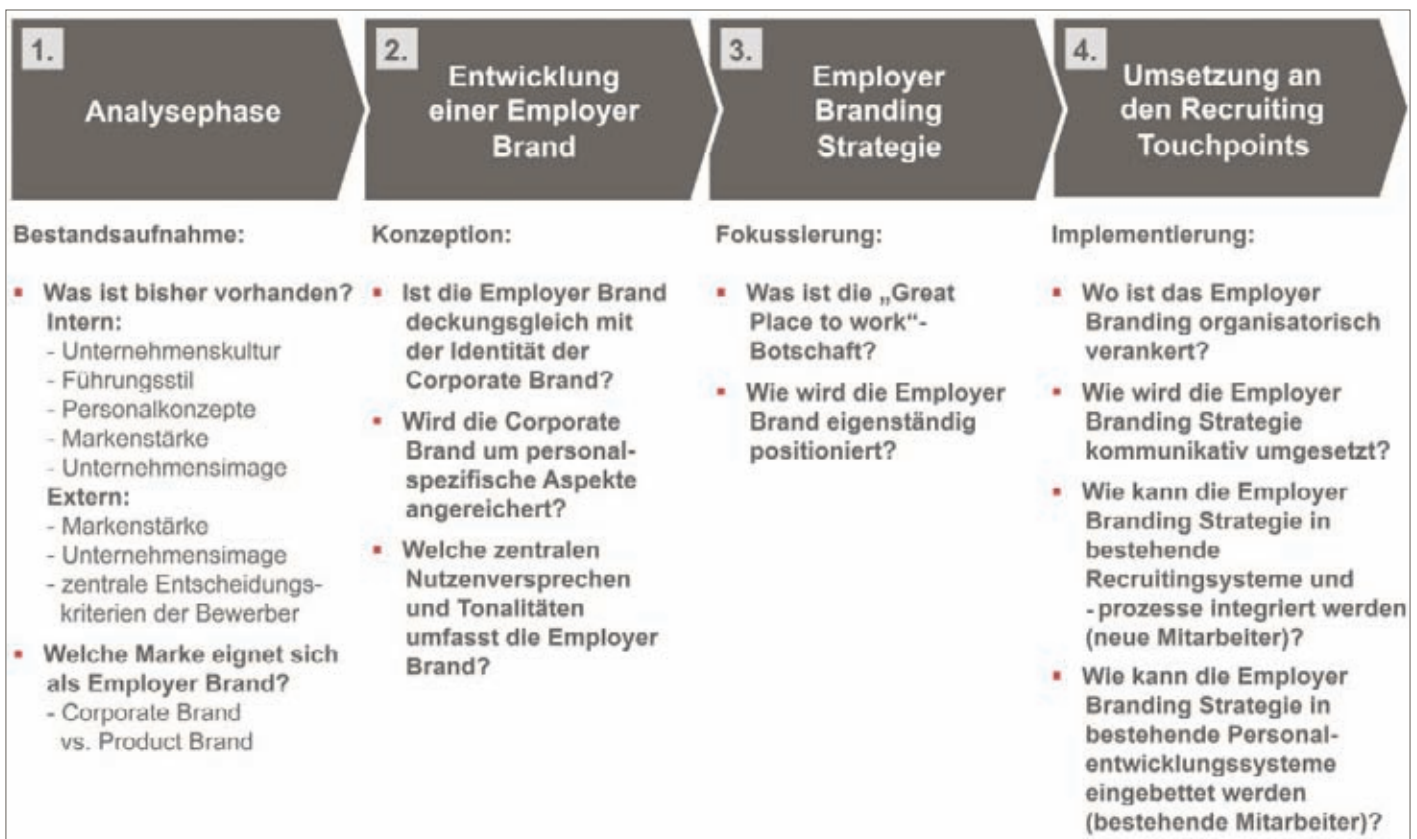 1.
Analysephase
2.
Entwicklung
einer Employer
Brand
3.
Employer
Branding
Strategie
4.
Umsetzung an
den Recruiting
Touchpoints
Bestandsaufnahme:
▪ Was ist bisher vorhanden?
Intern:
- Unternehmenskultur
- Führungsstil
- Personalkonzepte
- Markenstärke
- Unternehmensimage
Extern:
- Markenstärke
- Unternehmensimage
- zentrale Entscheidungs-
kriterien der Bewerber
▪ Welche Marke eignet sich
als Employer Brand?
- Corporate Brand
vs. Product Brand
Konzeption:
▪ Ist die Employer Brand
deckungsgleich mit
der Identität der
Corporate Brand?
▪ Wird die Corporate
Brand um personal-
spezifische Aspekte
angereichert?
▪ Welche zentralen
Nutzenversprechen
und Tonalitäten
umfasst die Employer
Brand?
Fokussierung:
▪ Was ist die „Great
Place to work“-
Botschaft?
▪ Wie wird die Employer
Brand eigenständig
positioniert?
Implementierung:
▪ Wo ist das Employer
Branding organisatorisch
verankert?
▪ Wie wird die Employer
Branding Strategie
kommunikativ umgesetzt?
▪ Wie kann die Employer
Branding Strategie in
bestehende
Recruitingsysteme und
-prozesse integriert werden
(neue Mitarbeiter)?
▪ Wie kann die Employer
Branding Strategie in
bestehende Personal-
entwicklungssysteme
eingebettet werden
(bestehende Mitarbeiter)?